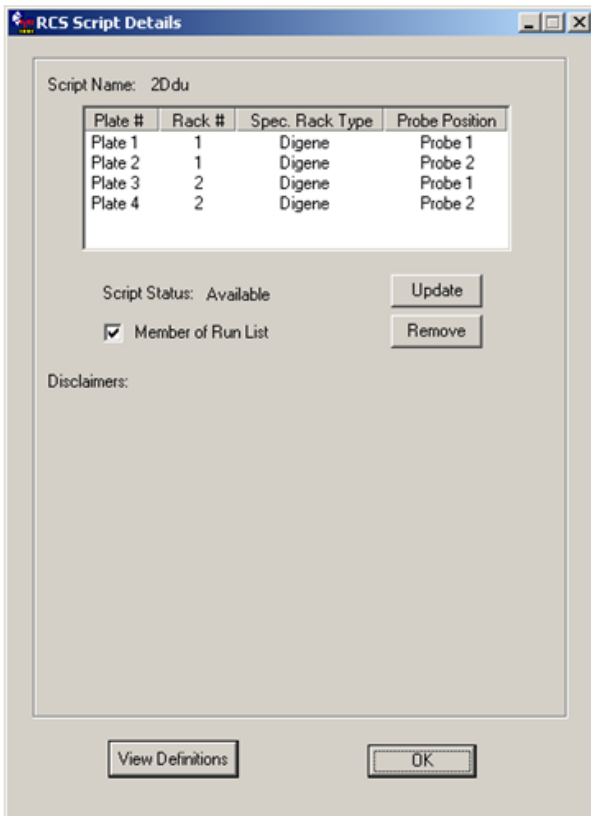 RCS Script Details
Script Name: 2Ddu
Plate # Rack # Spec. Rack Type Probe Position
Plate 1 1 Digene Probe 1
Plate 2 1 Digene Probe 2
Plate 3 2 Digene Probe 1
Plate 4 2 Digene Probe 2
Script Status: Available Update
Member of Run List Remove
Disclaimers:
View Definitions OK